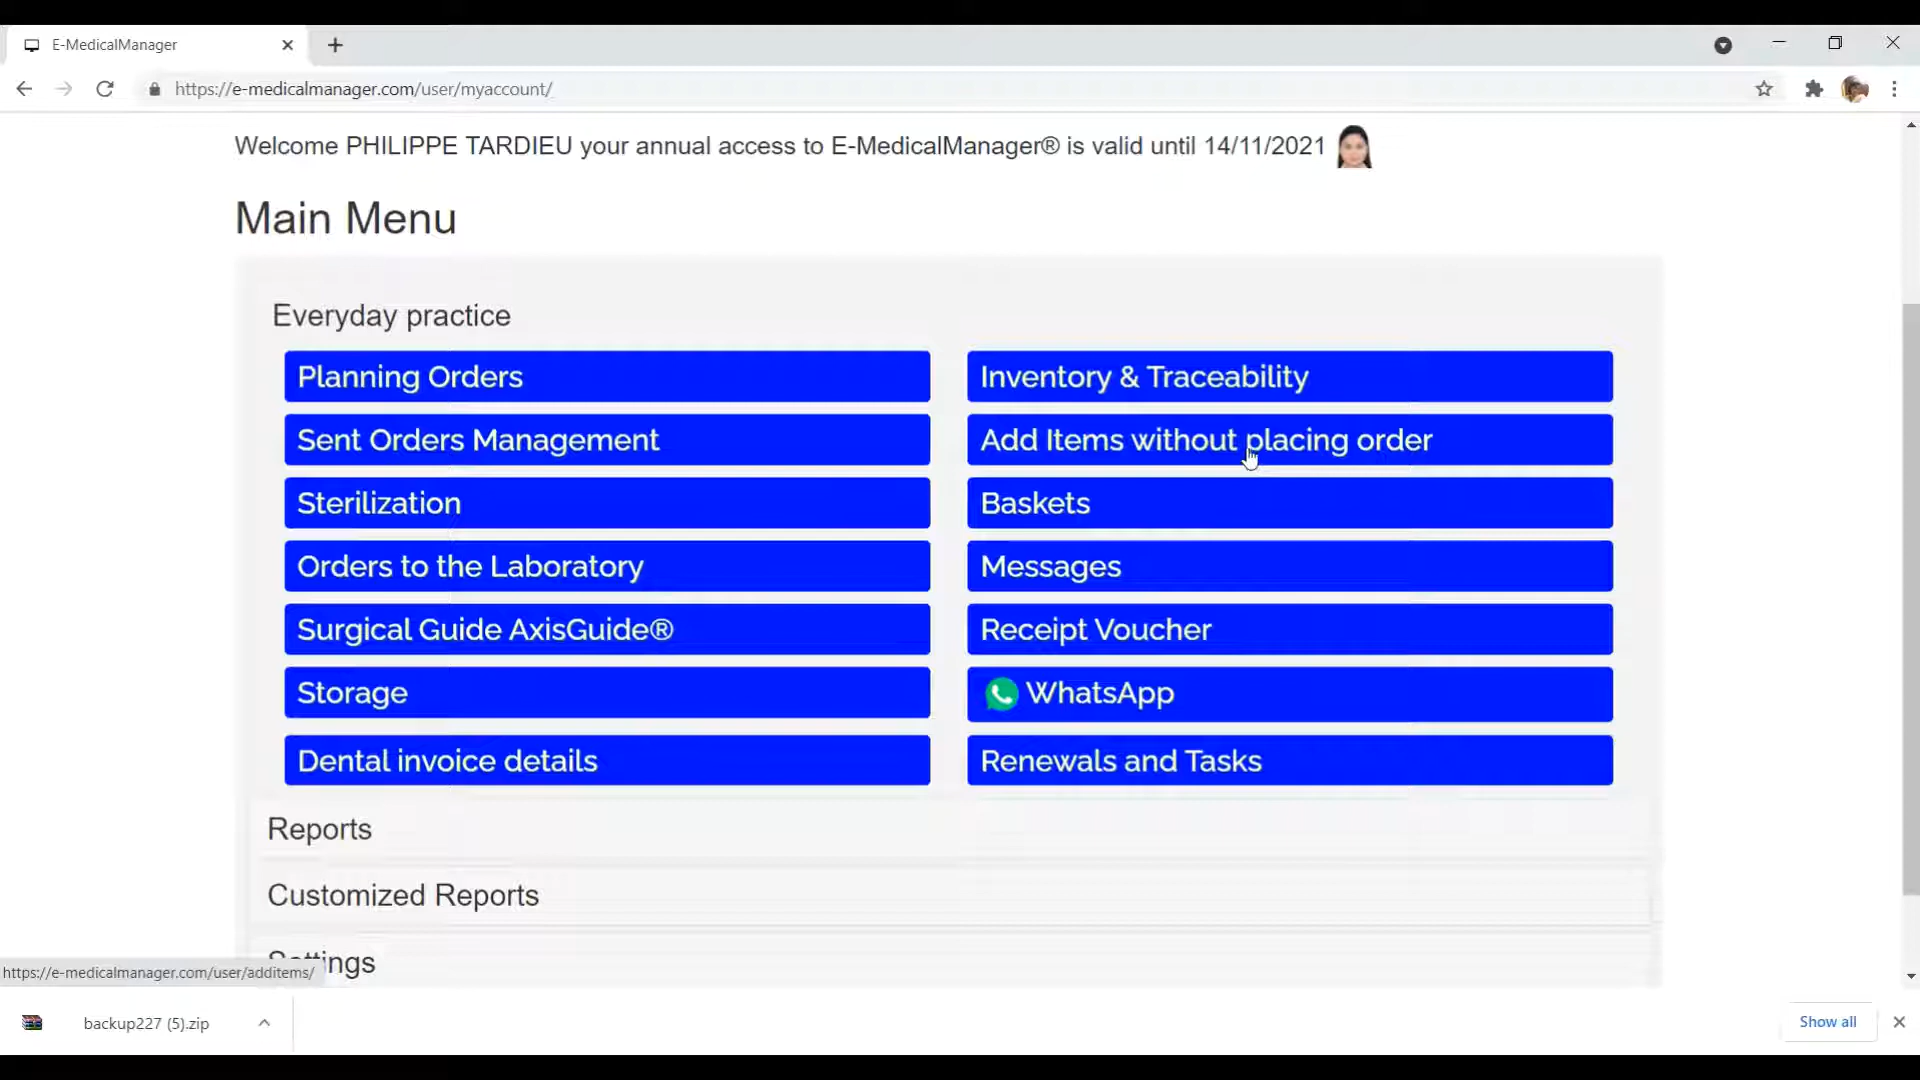 E-MedicalManager
https://e-medicalmanager.com/user/myaccount/
Welcome PHILIPPE TARDIEU your annual access to E-MedicalManager® is valid until 14/11/2021
Main Menu
Everyday practice
Planning Orders
Inventory & Traceability
Sent Orders Management
Add Items without placing order
Sterilization
Baskets
Orders to the Laboratory
Messages
Surgical Guide AxisGuide®
Receipt Voucher
Storage
WhatsApp
Dental invoice details
Renewals and Tasks
Reports
Customized Reports
Settings
https://e-medicalmanager.com/user/additems/
backup227 (5).zip
Show all